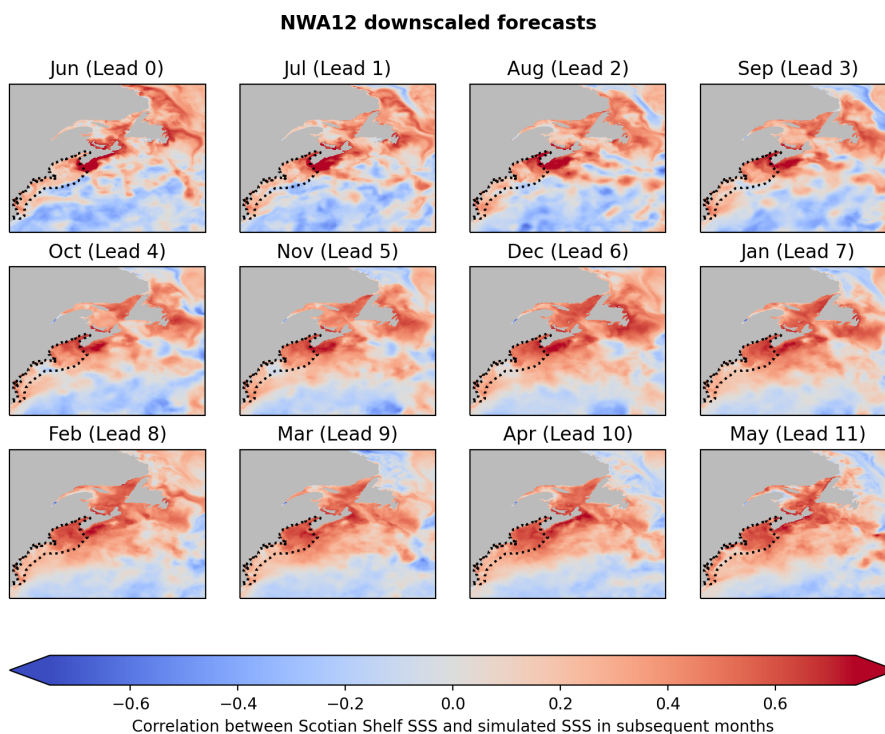 NWA12 downscaled forecasts
Jun (Lead 0)
Jul (Lead 1)
Aug (Lead 2)
Sep (Lead 3)
Oct (Lead 4)
Nov (Lead 5)
Dec (Lead 6)
Jan (Lead 7)
Feb (Lead 8)
Mar (Lead 9)
Apr (Lead 10)
May (Lead 11)
−0.6 −0.4 −0.2 0.0 0.2 0.4 0.6
Correlation between Scotian Shelf SSS and simulated SSS in subsequent months